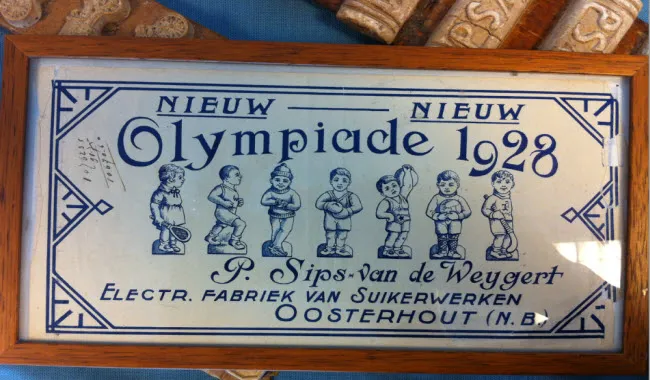 NIEUW — NIEUW
Olympiade 1928
P. Sips-van de Weygert
ELECTR. FABRIEK VAN SUIKERWERKEN
OOSTERHOUT (N.B.)